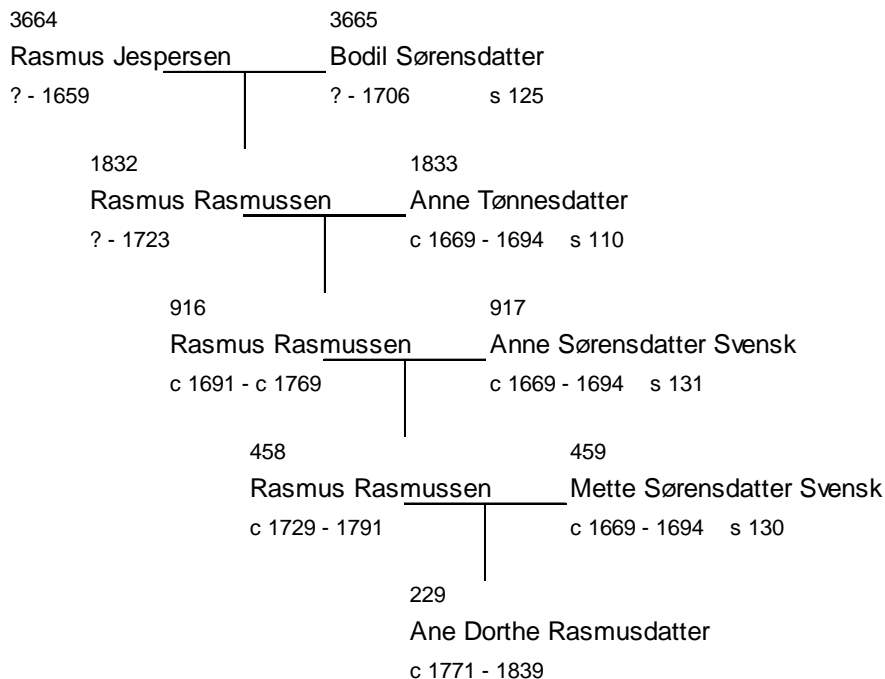 3664 3665
Rasmus Jespersen Bodil Sørensdatter
? - 1659 ? - 1706 s 125
1832 1833
Rasmus Rasmussen Anne Tønnesdatter
? - 1723 c 1669 - 1694 s 110
916 917
Rasmus Rasmussen Anne Sørensdatter Svensk
c 1691 - c 1769 c 1669 - 1694 s 131
458 459
Rasmus Rasmussen Mette Sørensdatter Svensk
c 1729 - 1791 c 1669 - 1694 s 130
229
Ane Dorthe Rasmusdatter
c 1771 - 1839